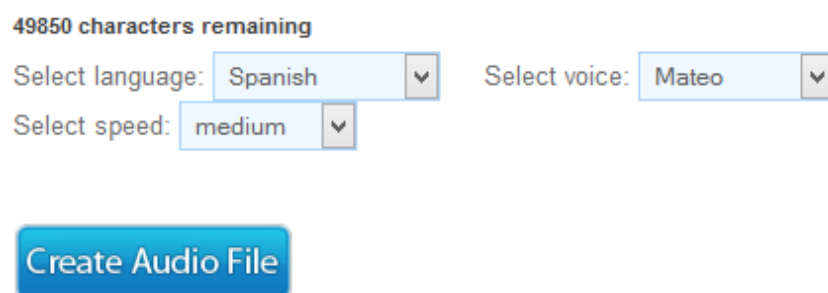 49850 characters remaining
Select language: Spanish Select voice: Mateo
Select speed: medium
Create Audio File